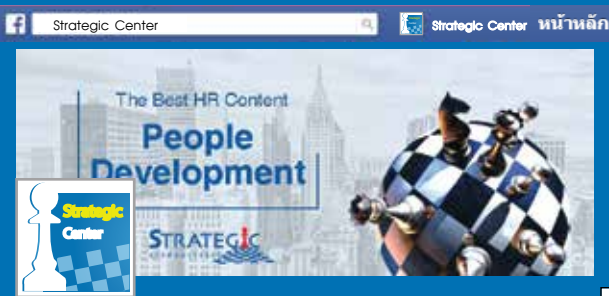 Strategic Center
Strategic Center หน้าหลัก
The Best HR Content
People
Development
Strategic
Center
STRATEGIC